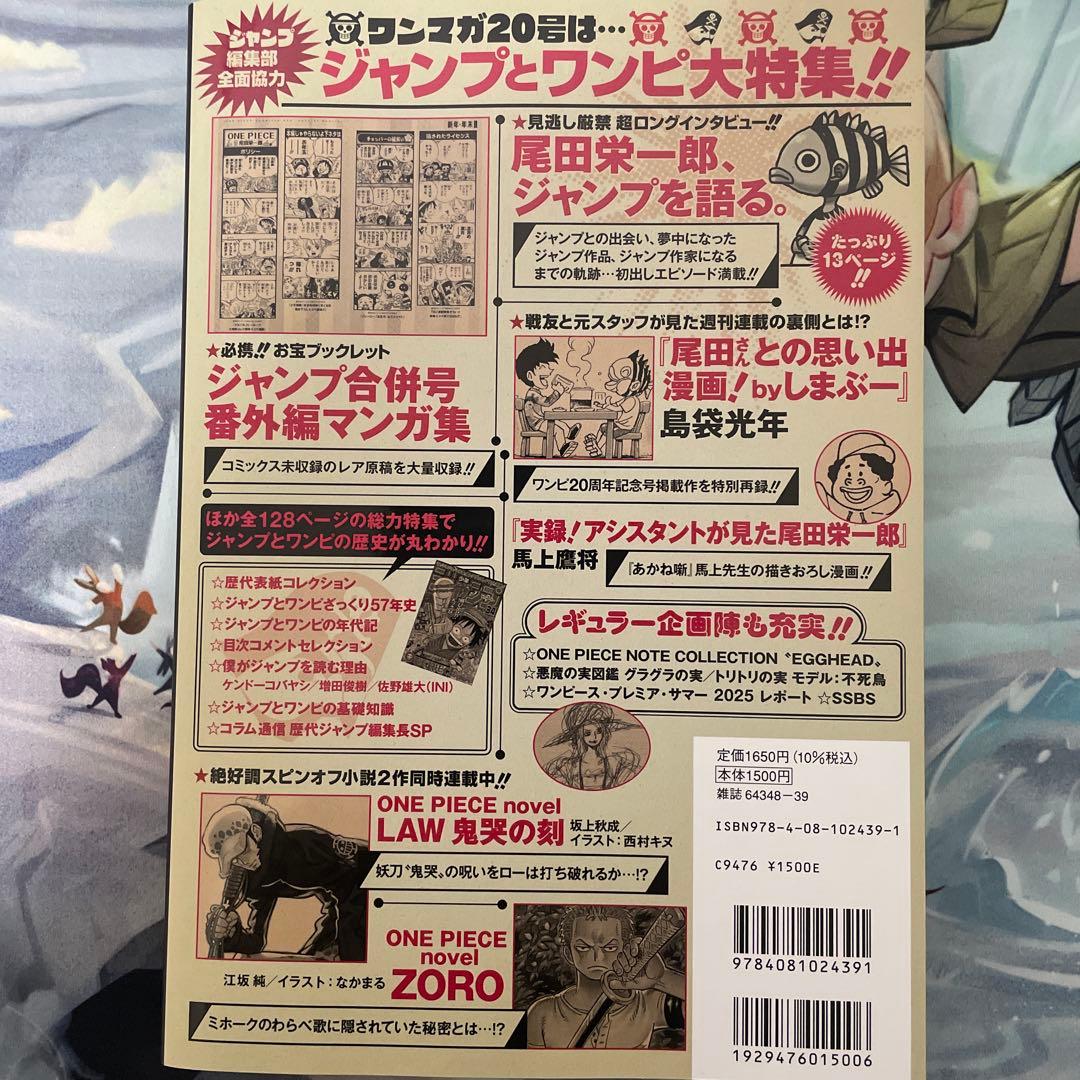 ジャンプ
編集部
全面協力
ワンマガ20号は…
ジャンプとワンピ大特集!!
ONE PIECE
尾田栄一郎
ポリシー
新年・年末
★必携!! お宝ブックレット
ジャンプ合併号
番外編マンガ集
コミックス未収録のレア原稿を大量収録!!
★見逃し厳禁 超ロングインタビュー!!
尾田栄一郎、
ジャンプを語る。
ジャンプとの出会い、夢中になった
ジャンプ作品、ジャンプ作家になる
までの軌跡…初出しエピソード満載!!
たっぷり
13ページ
!!
★戦友と元スタッフが見た週刊連載の裏側とは!?
『尾田さんとの思い出
漫画! byしまぶー』
島袋光年
ワンピ20周年記念号掲載作を特別再録!!
『実録! アシスタントが見た尾田栄一郎』
馬上鷹将
『あかね噺』馬上先生の描きおろし漫画!!
ほか全128ページの総力特集で
ジャンプとワンピの歴史が丸わかり!!
☆歴代表紙コレクション
☆ジャンプとワンピざっくり57年史
☆ジャンプとワンピの年代記
☆目次コメントセレクション
☆僕がジャンプを読む理由
ケンドーコバヤシ/増田俊樹/佐野雄大(INI)
☆ジャンプとワンピの基礎知識
☆コラム通信 歴代ジャンプ編集長SP
レギュラー企画陣も充実!!
☆ONE PIECE NOTE COLLECTION〝EGGHEAD〟
☆悪魔の実図鑑 グラグラの実/トリトリの実 モデル:不死鳥
☆ワンピース・プレミア・サマー 2025 レポート ☆SSBS
★絶好調スピンオフ小説2作同時連載中!!
ONE PIECE novel
LAW 鬼哭の刻
坂上秋成/
イラスト:西村キヌ
妖刀〝鬼哭〟の呪いをローは打ち破れるか…!?
ONE PIECE
novel
ZORO
江坂 純/イラスト:なかまる
ミホークのわらべ歌に隠されていた秘密とは…!?
定価1650円(10%税込)
本体1500円
雑誌 64348-39
ISBN978-4-08-102439-1
C9476 ¥1500E
9784081024391
1929476015006